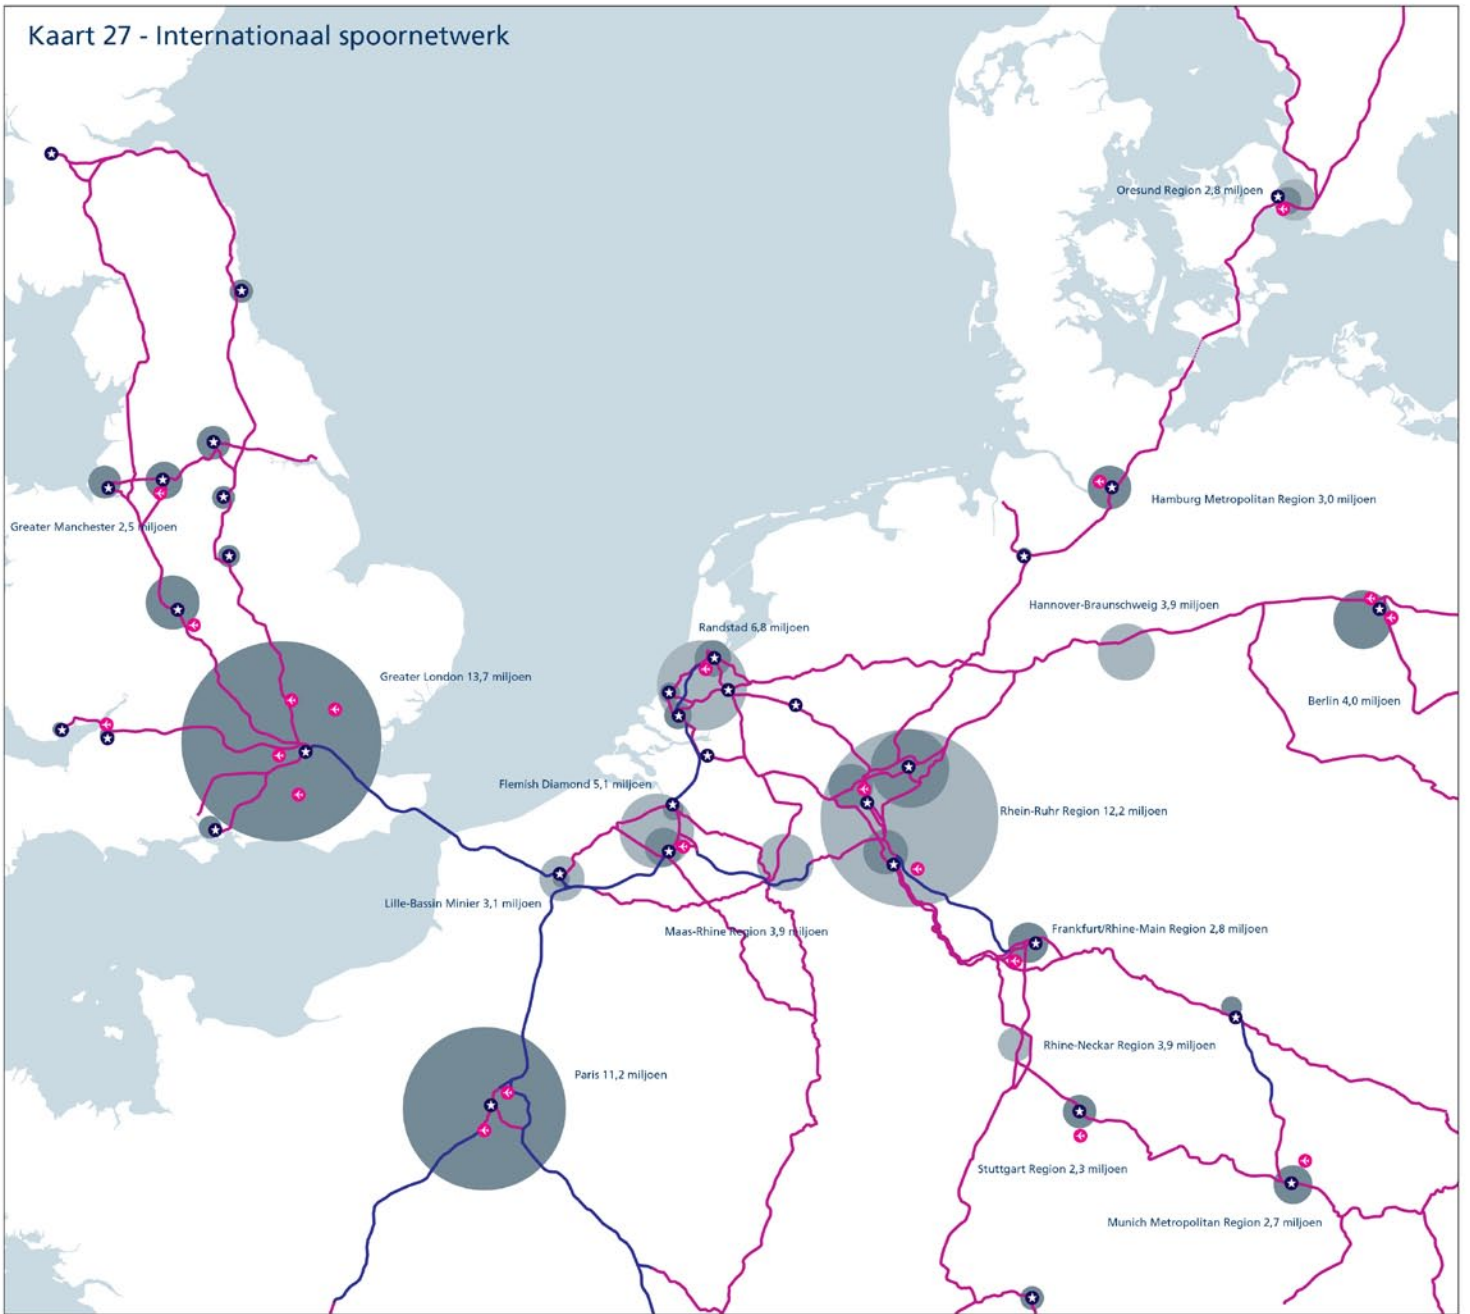 Kaart 27 - Internationaal spoornetwerk
Oresund Region 2,8 miljoen
Hamburg Metropolitan Region 3,0 miljoen
Greater Manchester 2,5 miljoen
Hannover-Braunschweig 3,9 miljoen
Randstad 6,8 miljoen
Greater London 13,7 miljoen
Berlin 4,0 miljoen
Flemish Diamond 5,1 miljoen
Rhein-Ruhr Region 12,2 miljoen
Lille-Bassin Minier 3,1 miljoen
Maas-Rhine Region 3,9 miljoen
Frankfurt/Rhine-Main Region 2,8 miljoen
Rhine-Neckar Region 3,9 miljoen
Paris 11,2 miljoen
Stuttgart Region 2,3 miljoen
Munich Metropolitan Region 2,7 miljoen